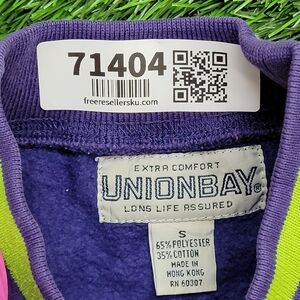 71404
freeresellersku.com
EXTRA COMFORT
UNIONBAY®
LONG LIFE ASSURED
S
65% POLYESTER
35% COTTON
MADE IN
HONG KONG
RN 60307